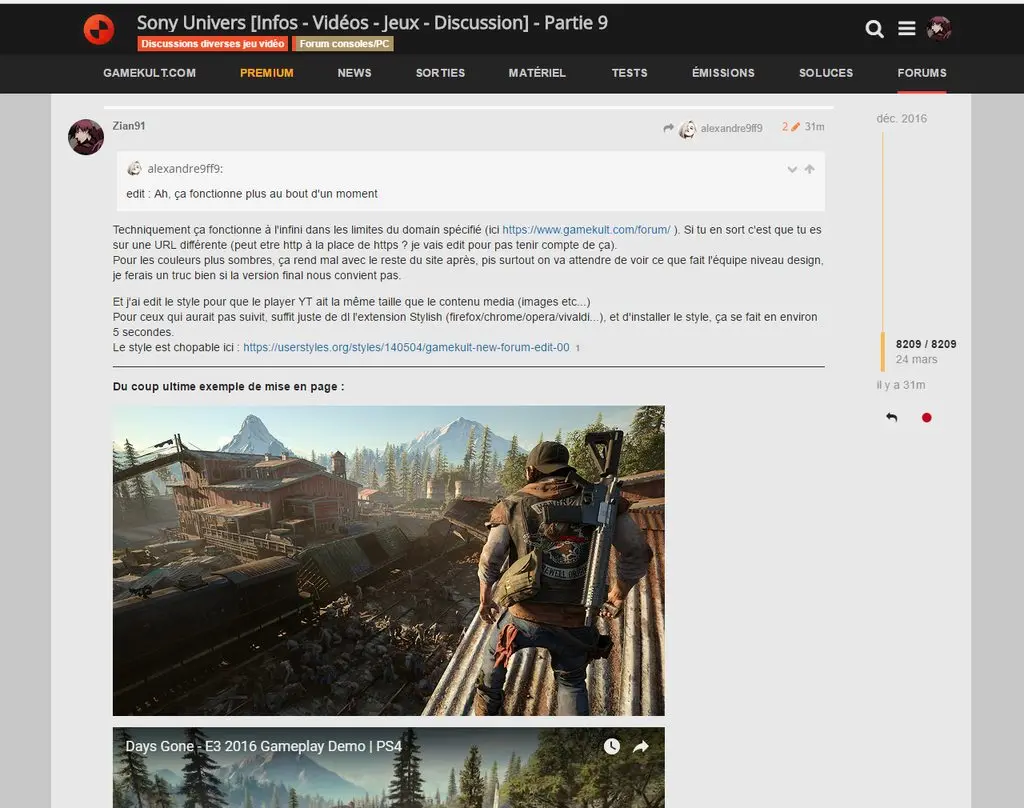 Sony Univers [Infos - Vidéos - Jeux - Discussion] - Partie 9
Discussions diverses jeu vidéo Forum consoles/PC
GAMEKULT.COM PREMIUM NEWS SORTIES MATÉRIEL TESTS ÉMISSIONS SOLUCES FORUMS
Zian91 alexandre9ff9 2 31m
alexandre9ff9:
edit : Ah, ça fonctionne plus au bout d'un moment
Techniquement ça fonctionne à l'infini dans les limites du domain spécifié (ici https://www.gamekult.com/forum/ ). Si tu en sort c'est que tu es
sur une URL différente (peut etre http à la place de https ? je vais edit pour pas tenir compte de ça).
Pour les couleurs plus sombres, ça rend mal avec le reste du site après, pis surtout on va attendre de voir ce que fait l'équipe niveau design,
je ferais un truc bien si la version final nous convient pas.
Et j'ai edit le style pour que le player YT ait la même taille que le contenu media (images etc...)
Pour ceux qui aurait pas suivit, suffit juste de dl l'extension Stylish (firefox/chrome/opera/vivaldi...), et d'installer le style, ça se fait en environ
5 secondes.
Le style est chopable ici : https://userstyles.org/styles/140504/gamekult-new-forum-edit-00 1
Du coup ultime exemple de mise en page :
Days Gone - E3 2016 Gameplay Demo | PS4
déc. 2016
8209 / 8209
24 mars
il y a 31m